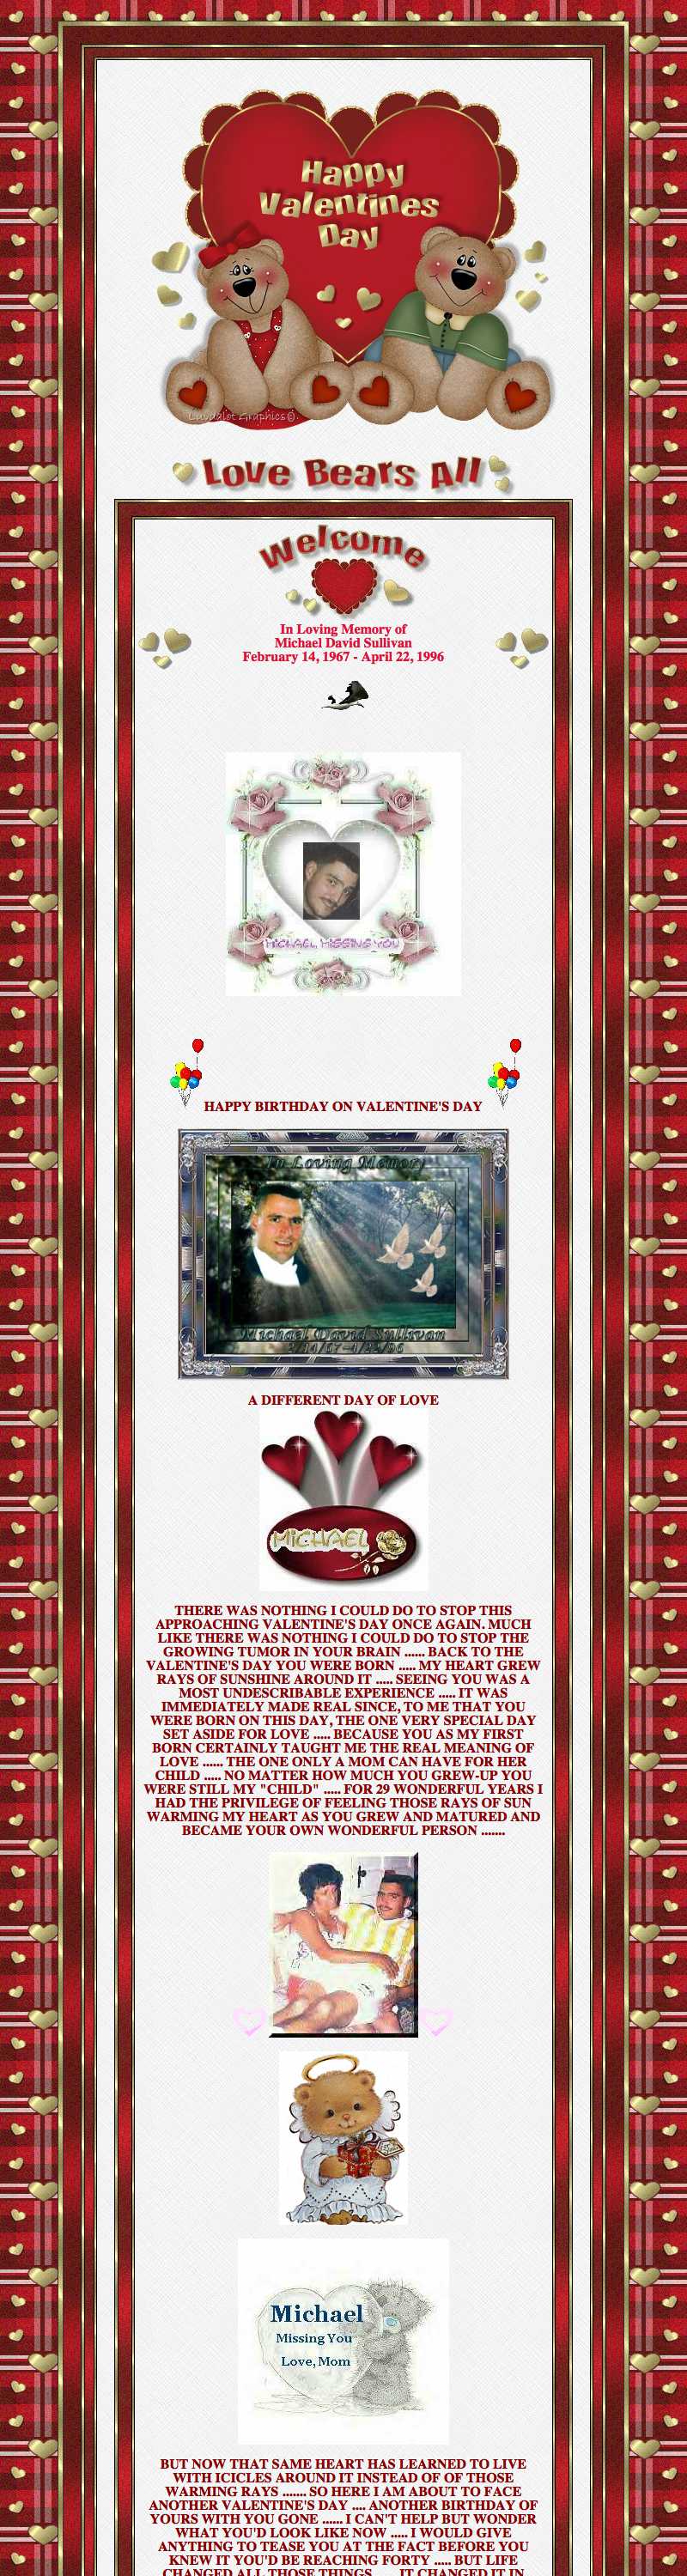 Happy
Valentines
Day
Luvalot Graphics©
Love Bears All
Welcome
In Loving Memory of
Michael David Sullivan
February 14, 1967 - April 22, 1996
MICHAEL, MISSING YOU
HAPPY BIRTHDAY ON VALENTINE'S DAY
In Loving Memory
Michael David Sullivan
A DIFFERENT DAY OF LOVE
MICHAEL
THERE WAS NOTHING I COULD DO TO STOP THIS
APPROACHING VALENTINE'S DAY ONCE AGAIN. MUCH
LIKE THERE WAS NOTHING I COULD DO TO STOP THE
GROWING TUMOR IN YOUR BRAIN ...... BACK TO THE
VALENTINE'S DAY YOU WERE BORN ..... MY HEART GREW
RAYS OF SUNSHINE AROUND IT ..... SEEING YOU WAS A
MOST UNDESCRIBABLE EXPERIENCE ..... IT WAS
IMMEDIATELY MADE REAL SINCE, TO ME THAT YOU
WERE BORN ON THIS DAY, THE ONE VERY SPECIAL DAY
SET ASIDE FOR LOVE ..... BECAUSE YOU AS MY FIRST
BORN CERTAINLY TAUGHT ME THE REAL MEANING OF
LOVE ...... THE ONE ONLY A MOM CAN HAVE FOR HER
CHILD ..... NO MATTER HOW MUCH YOU GREW-UP YOU
WERE STILL MY "CHILD" ..... FOR 29 WONDERFUL YEARS I
HAD THE PRIVILEGE OF FEELING THOSE RAYS OF SUN
WARMING MY HEART AS YOU GREW AND MATURED AND
BECAME YOUR OWN WONDERFUL PERSON .......
Michael
Missing You
Love, Mom
BUT NOW THAT SAME HEART HAS LEARNED TO LIVE
WITH ICICLES AROUND IT INSTEAD OF OF THOSE
WARMING RAYS ....... SO HERE I AM ABOUT TO FACE
ANOTHER VALENTINE'S DAY .... ANOTHER BIRTHDAY OF
YOURS WITH YOU GONE ...... I CAN'T HELP BUT WONDER
WHAT YOU'D LOOK LIKE NOW ..... I WOULD GIVE
ANYTHING TO TEASE YOU AT THE FACT BEFORE YOU
KNEW IT YOU'D BE REACHING FORTY ..... BUT LIFE
CHANGED ALL THOSE THINGS ..... IT CHANGED IT IN